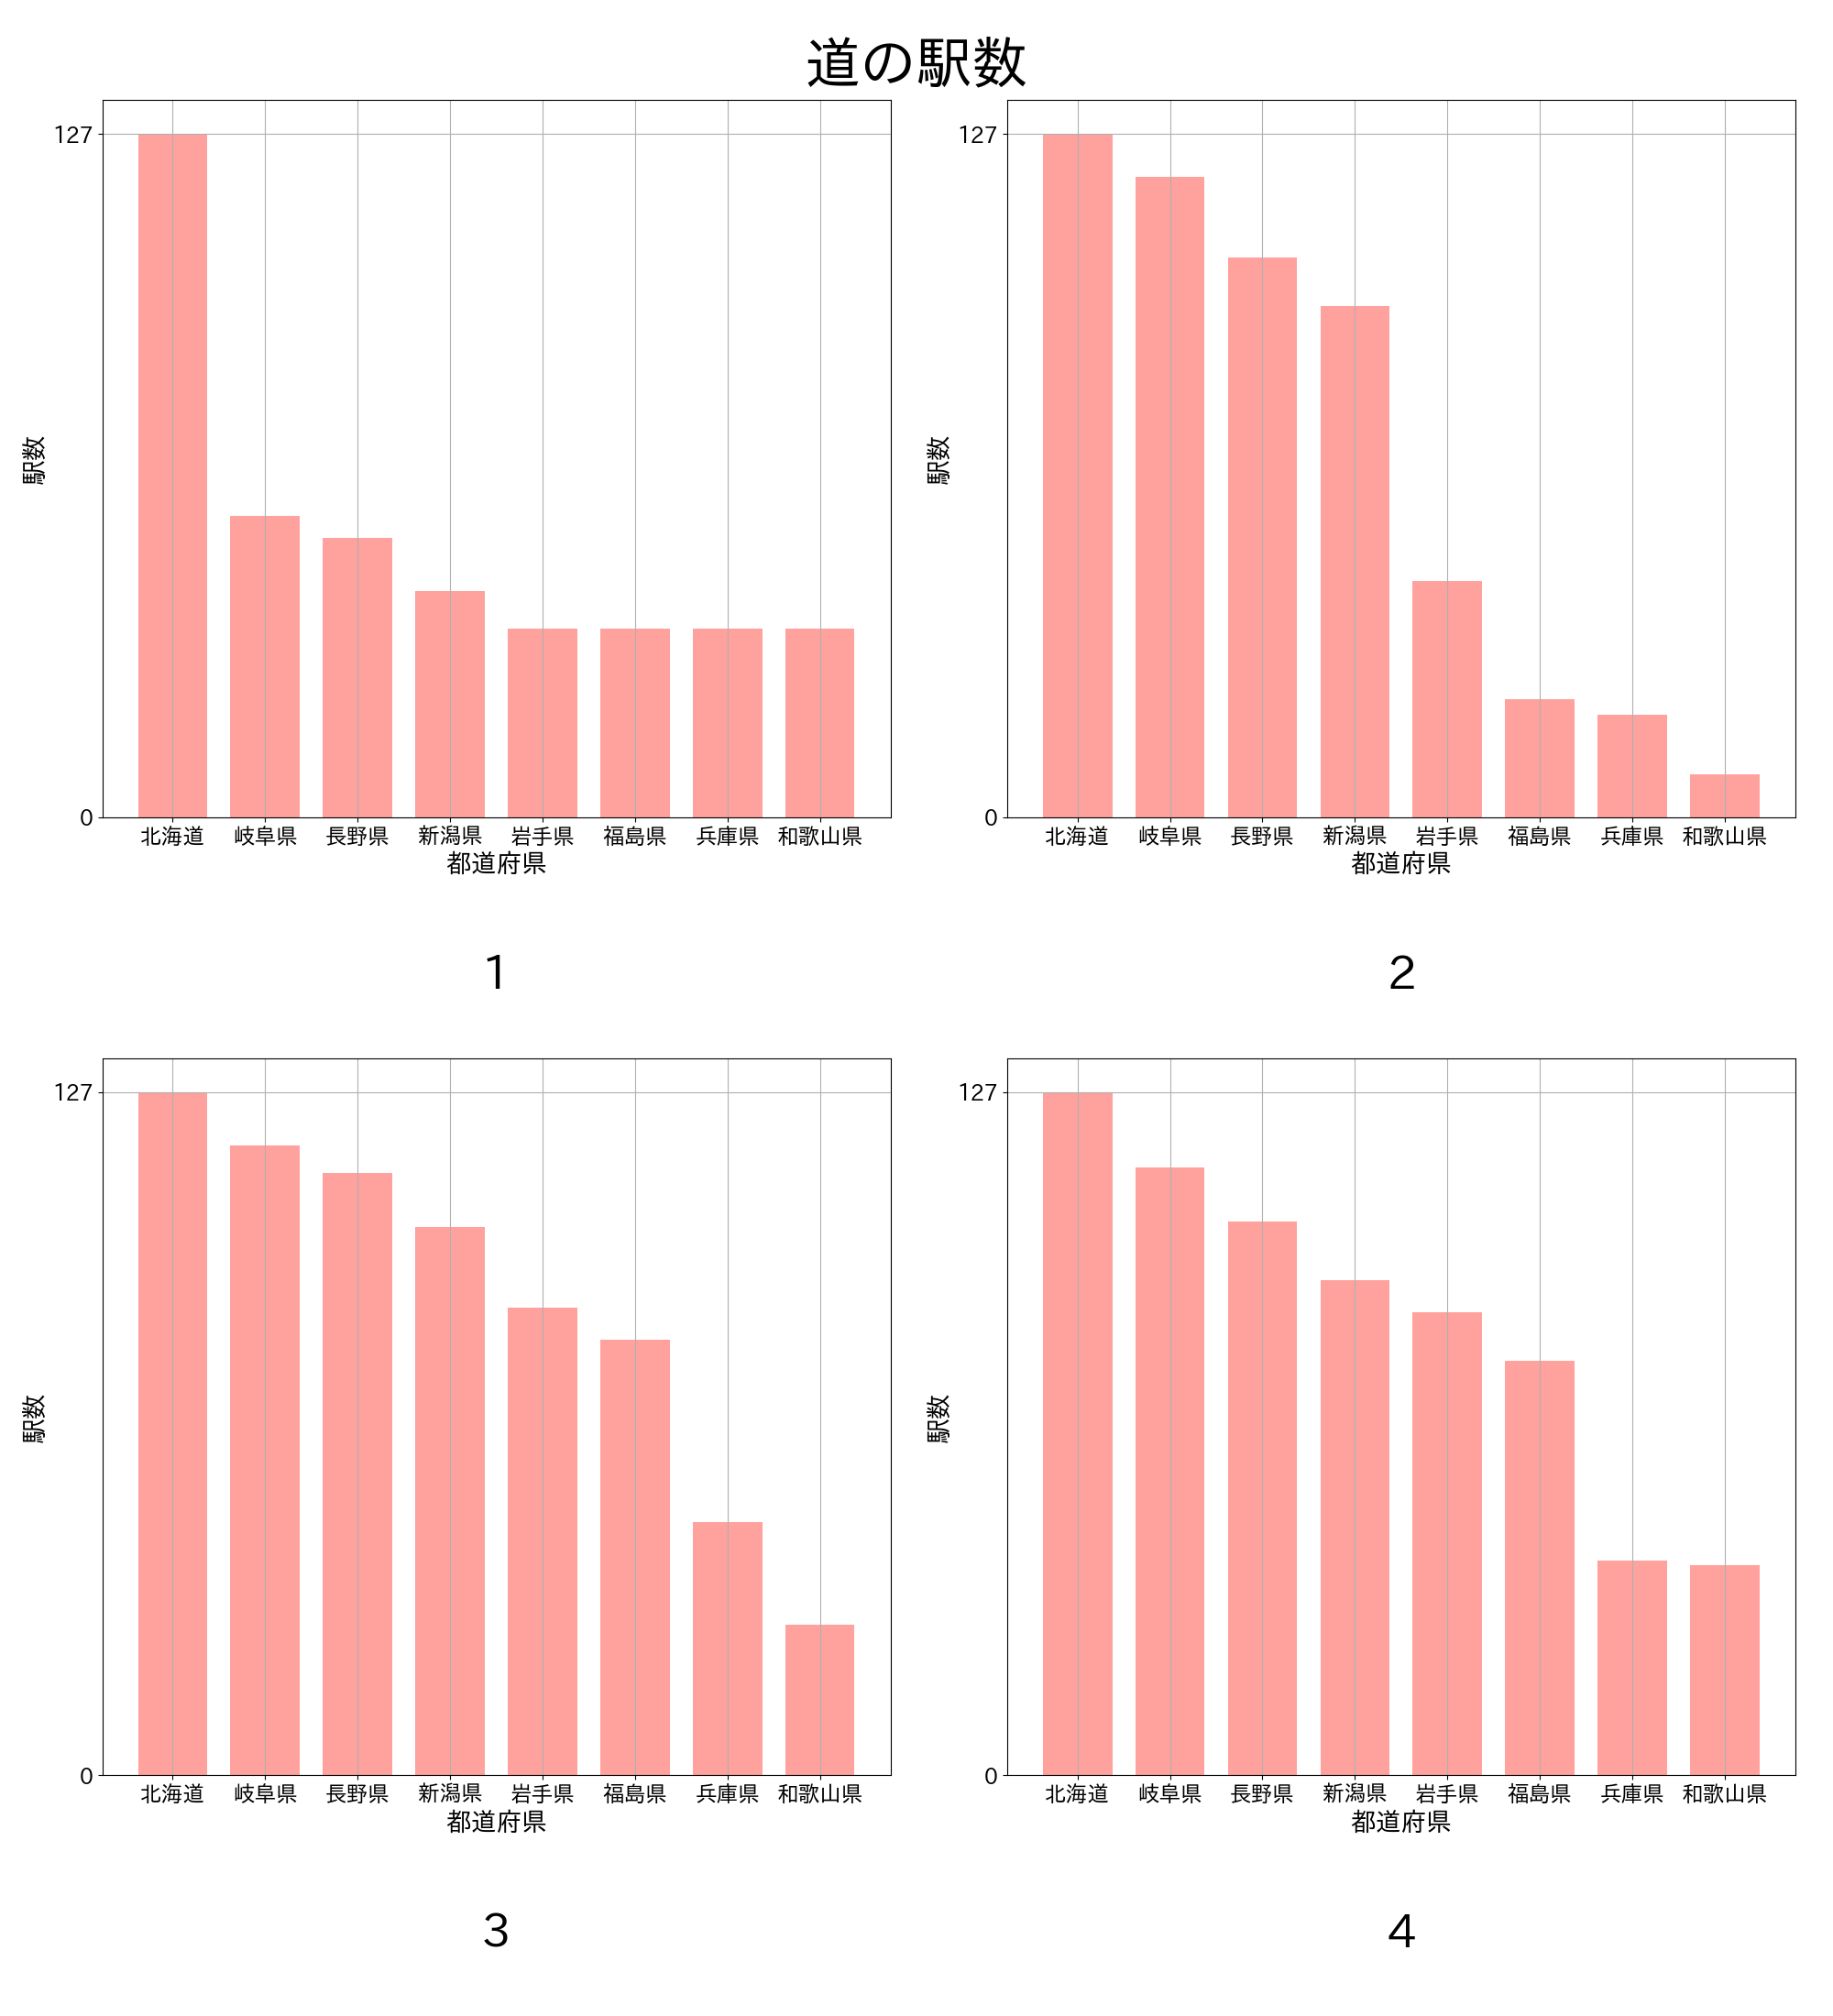 道の駅数
127
駅数
0
北海道 岐阜県 長野県 新潟県 岩手県 福島県 兵庫県 和歌山県
都道府県
1
127
駅数
0
北海道 岐阜県 長野県 新潟県 岩手県 福島県 兵庫県 和歌山県
都道府県
2
127
駅数
0
北海道 岐阜県 長野県 新潟県 岩手県 福島県 兵庫県 和歌山県
都道府県
3
127
駅数
0
北海道 岐阜県 長野県 新潟県 岩手県 福島県 兵庫県 和歌山県
都道府県
4